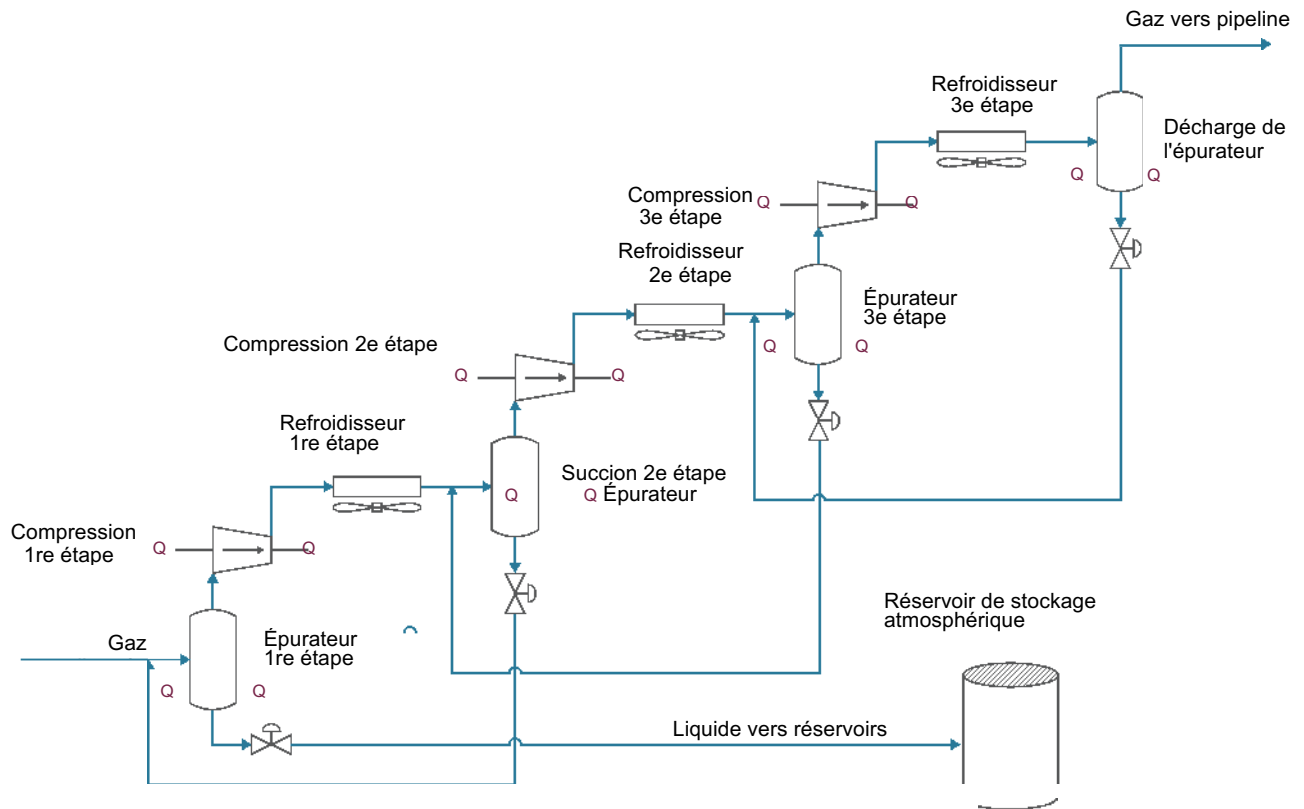 Gaz vers pipeline
Refroidisseur
3e étape
Décharge de
l'épurateur
Q Q
Compression
3e étape
Q Q
Refroidisseur
2e étape
Épurateur
3e étape
Q Q
Compression 2e étape
Q Q
Refroidisseur
1re étape
Succion 2e étape
Q Q Épurateur
Compression
1re étape
Q Q
Réservoir de stockage
atmosphérique
Gaz
Épurateur
1re étape
Q Q
Liquide vers réservoirs